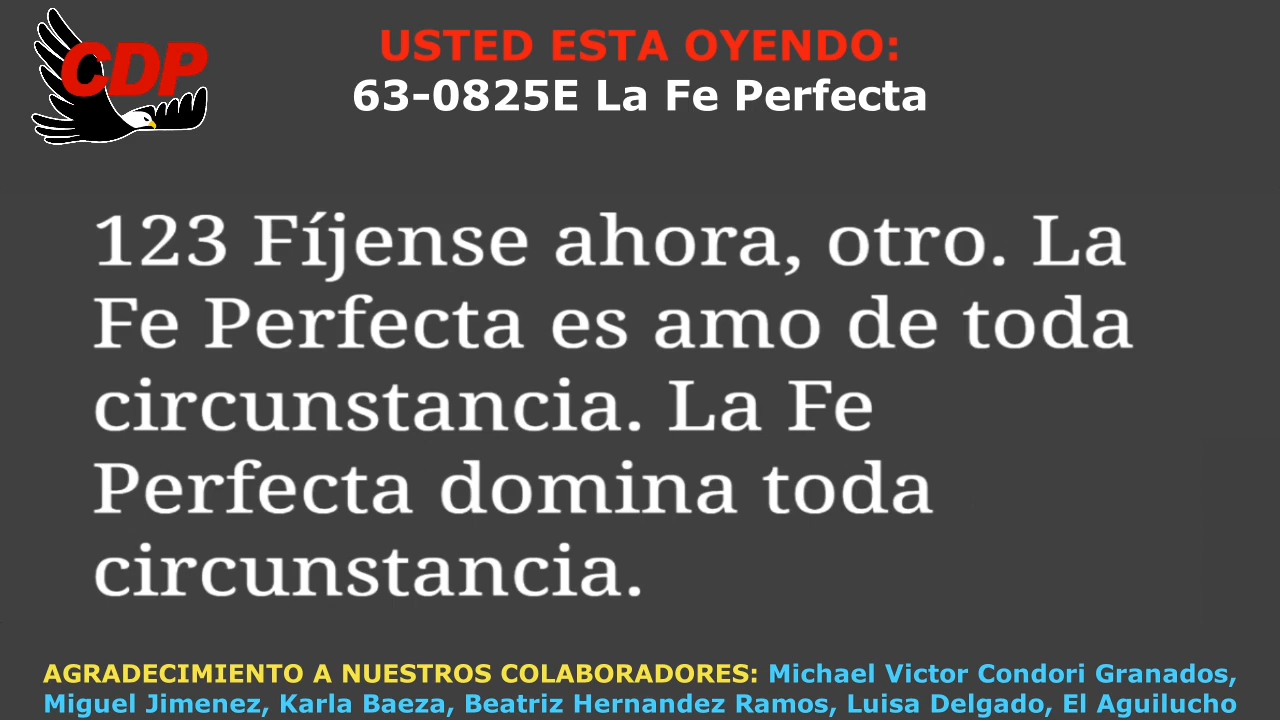 CDP
USTED ESTA OYENDO:
63-0825E La Fe Perfecta
123 Fíjense ahora, otro. La
Fe Perfecta es amo de toda
circunstancia. La Fe
Perfecta domina toda
circunstancia.
AGRADECIMIENTO A NUESTROS COLABORADORES: Michael Victor Condori Granados,
Miguel Jimenez, Karla Baeza, Beatriz Hernandez Ramos, Luisa Delgado, El Aguilucho